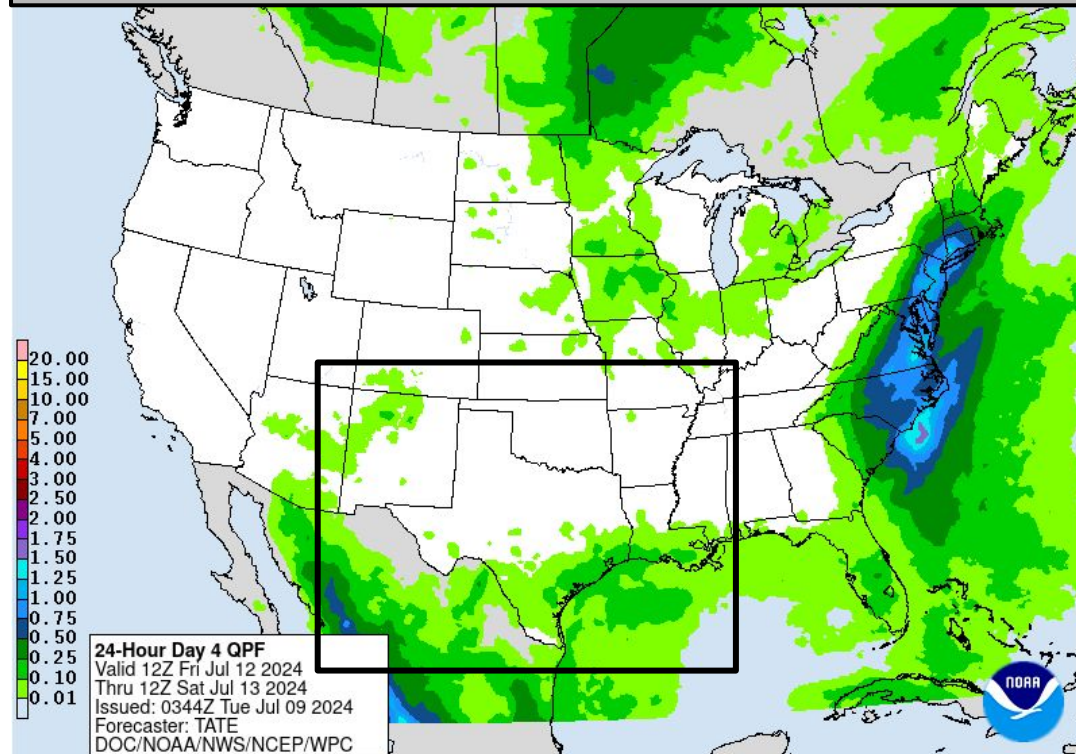 20.00
15.00
10.00
7.00
5.00
4.00
3.00
2.50
2.00
1.75
1.50
1.25
1.00
0.75
0.50
0.25
0.10
0.01
24-Hour Day 4 QPF
Valid 12Z Fri Jul 12 2024
Thru 12Z Sat Jul 13 2024
Issued: 0344Z Tue Jul 09 2024
Forecaster: TATE
DOC/NOAA/NWS/NCEP/WPC
NOAA